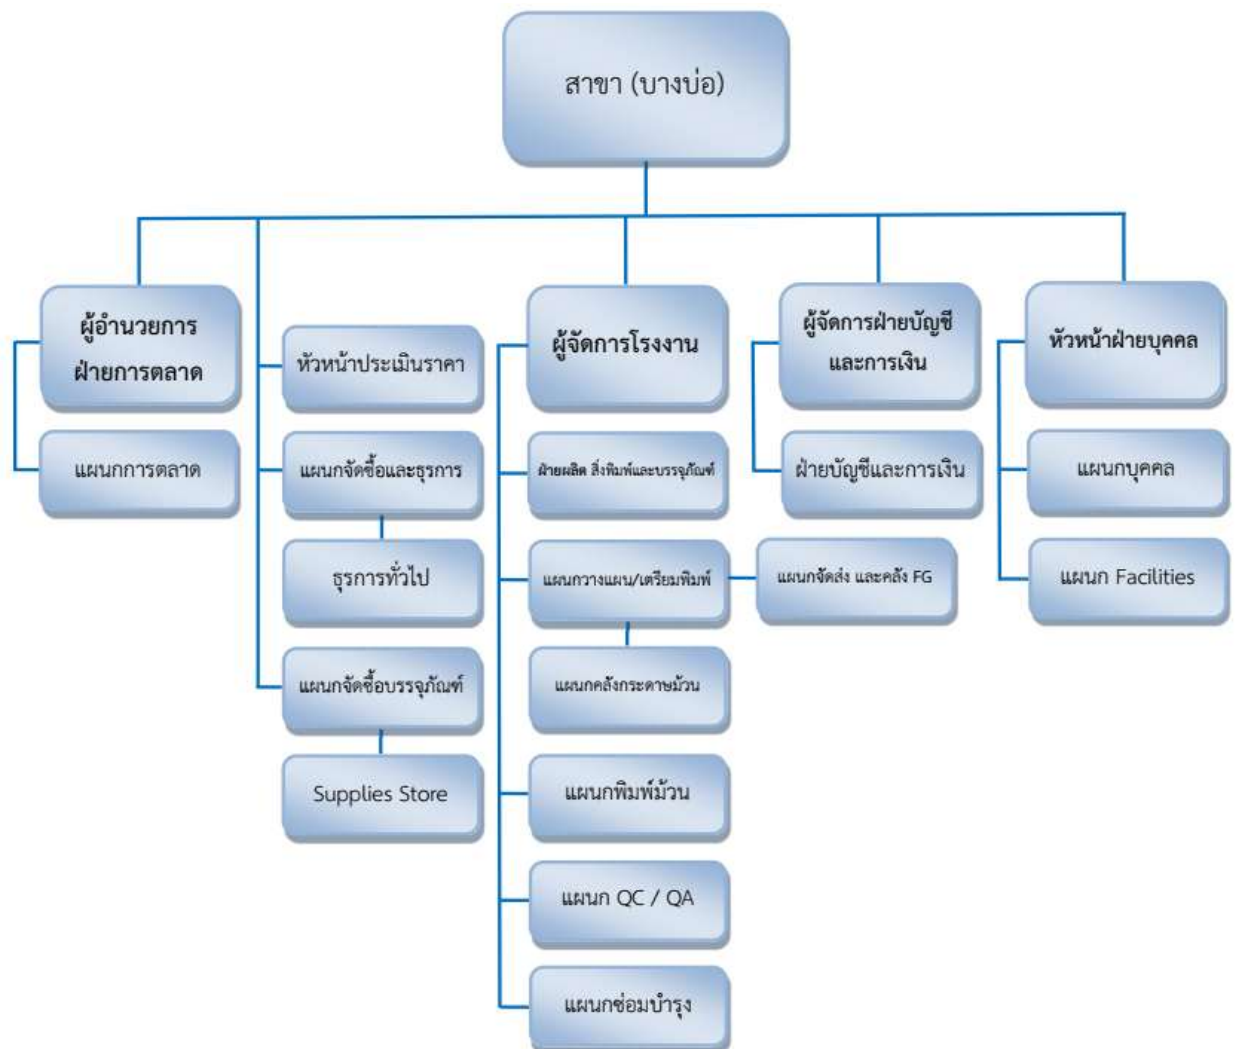 สาขา (บางบ่อ)
ผู้อำนวยการ
ฝ่ายการตลาด
แผนกการตลาด
หัวหน้าประเมินราคา
แผนกจัดซื้อและธุรการ
ธุรการทั่วไป
แผนกจัดซื้อบรรจุภัณฑ์
Supplies Store
ผู้จัดการโรงงาน
ฝ่ายผลิต สิ่งพิมพ์และบรรจุภัณฑ์
แผนกวางแผน/เตรียมพิมพ์
แผนกจัดส่ง และคลัง FG
แผนกคลังกระดาษม้วน
แผนกพิมพ์ม้วน
แผนก QC / QA
แผนกซ่อมบำรุง
ผู้จัดการฝ่ายบัญชี
และการเงิน
ฝ่ายบัญชีและการเงิน
หัวหน้าฝ่ายบุคคล
แผนกบุคคล
แผนก Facilities